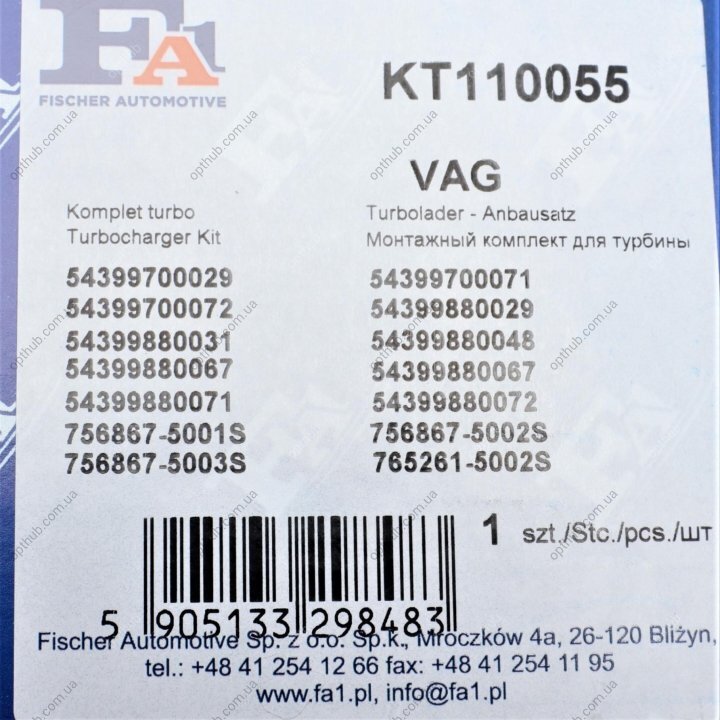 FA1
FISCHER AUTOMOTIVE
KT110055
VAG
Komplet turbo
Turbocharger Kit
Turbolader - Anbausatz
Монтажный комплект для турбины
54399700029 54399700071
54399700072 54399880029
54399880031 54399880048
54399880067 54399880067
54399880071 54399880072
756867-5001S 756867-5002S
756867-5003S 765261-5002S
1 szt./Stc./pcs./шт
5 905133 298483
Fischer Automotive Sp. z o.o. Sp.k., Mroczków 4a, 26-120 Bliżyn,
tel.: +48 41 254 12 66 fax: +48 41 254 11 95
www.fa1.pl, info@fa1.pl
opthub.com.ua